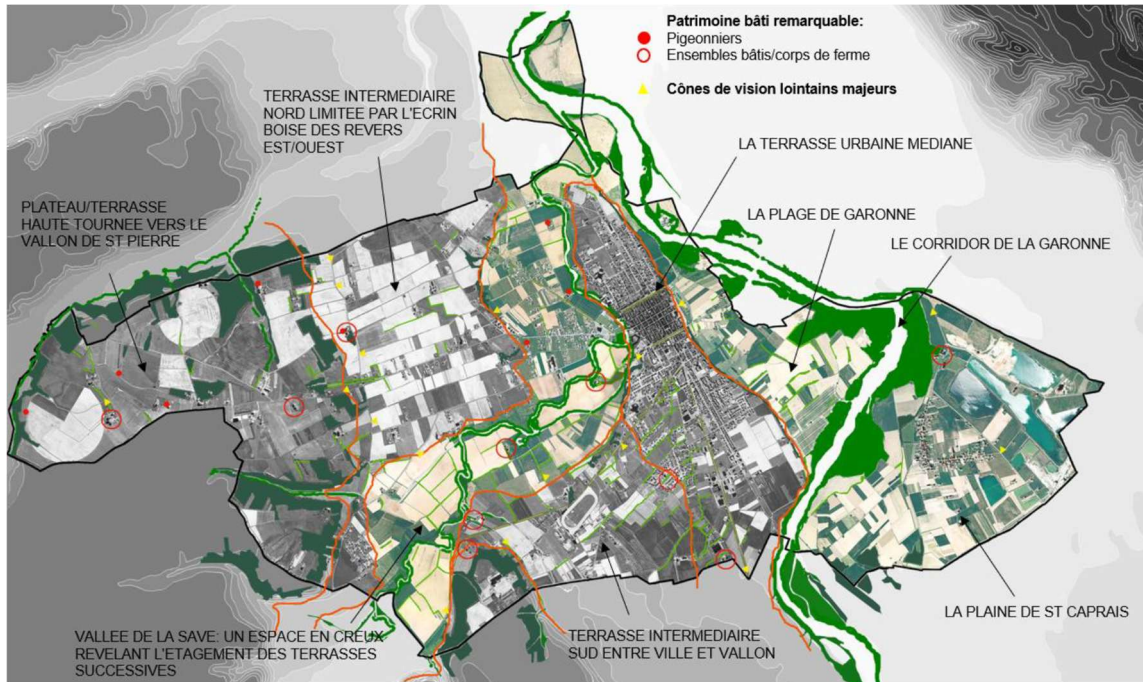 Patrimoine bâti remarquable:
Pigeonniers
Ensembles bâtis/corps de ferme
Cônes de vision lointains majeurs
TERRASSE INTERMEDIAIRE
NORD LIMITEE PAR L'ECRIN
BOISE DES REVERS
EST/OUEST
LA TERRASSE URBAINE MEDIANE
PLATEAU/TERRASSE
HAUTE TOURNEE VERS LE
VALLON DE ST PIERRE
LA PLAGE DE GARONNE
LE CORRIDOR DE LA GARONNE
LA PLAINE DE ST CAPRAIS
VALLEE DE LA SAVE: UN ESPACE EN CREUX
REVELANT L'ETAGEMENT DES TERRASSES
SUCCESSIVES
TERRASSE INTERMEDIAIRE
SUD ENTRE VILLE ET VALLON